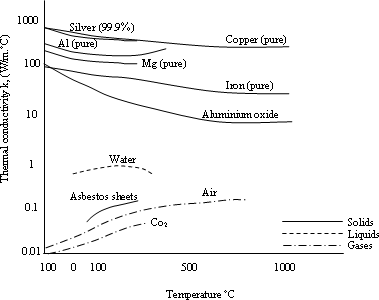 1000
Silver (99.9%)
Copper (pure)
Al (pure)
100
Mg (pure)
Iron (pure)
10
Aluminium oxide
Thermal conductivity k, (W/m. °C)
1
Water
Asbestos sheets
Air
0.1
Co₂
Solids
Liquids
Gases
0.01
100 0 100 500 1000
Temperature °C